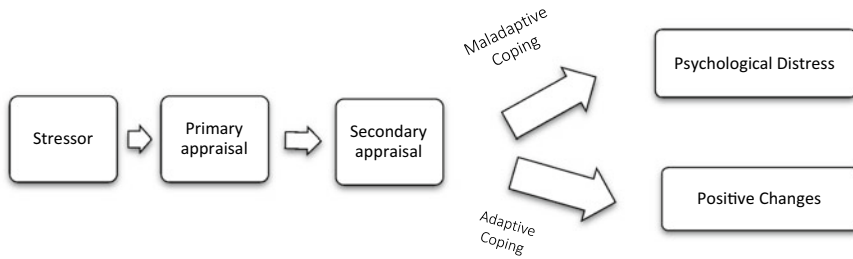 Stressor
Primary
appraisal
Secondary
appraisal
Maladaptive
Coping
Psychological Distress
Adaptive
Coping
Positive Changes